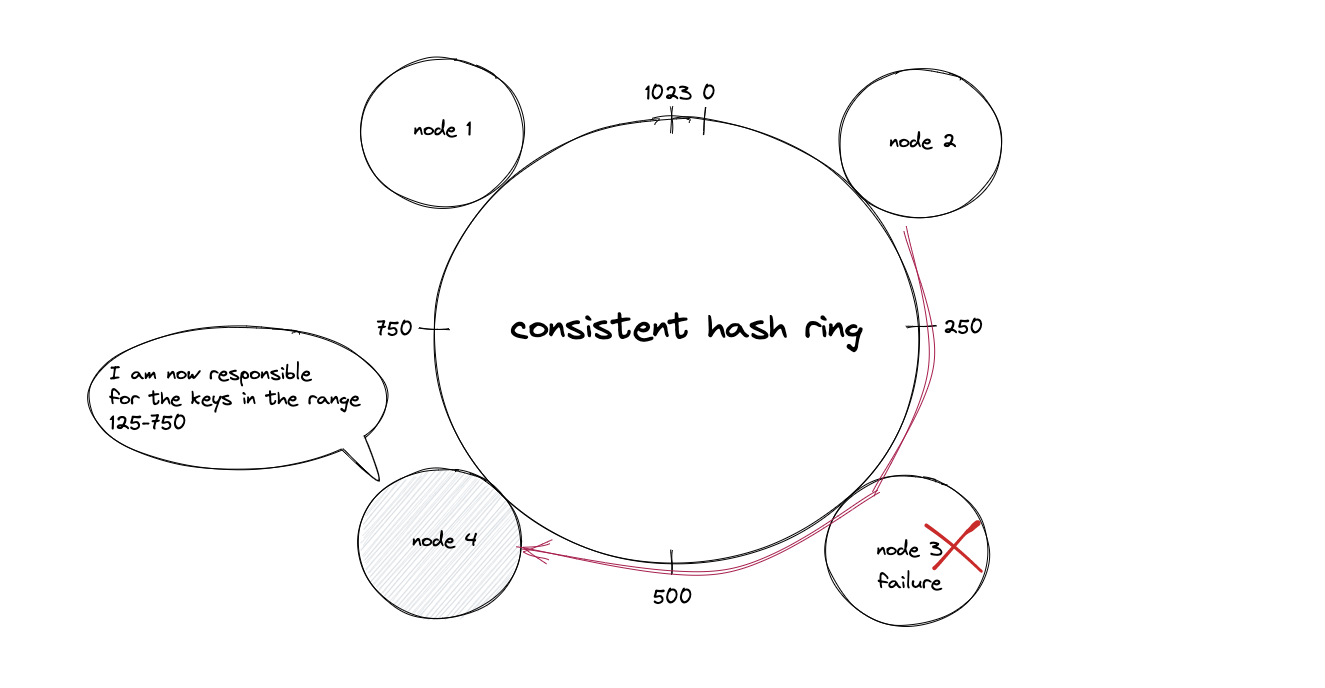 1023 0
node 1
node 2
consistent hash ring
750
250
I am now responsible
for the keys in the range
125-750
node 4
node 3
failure
500